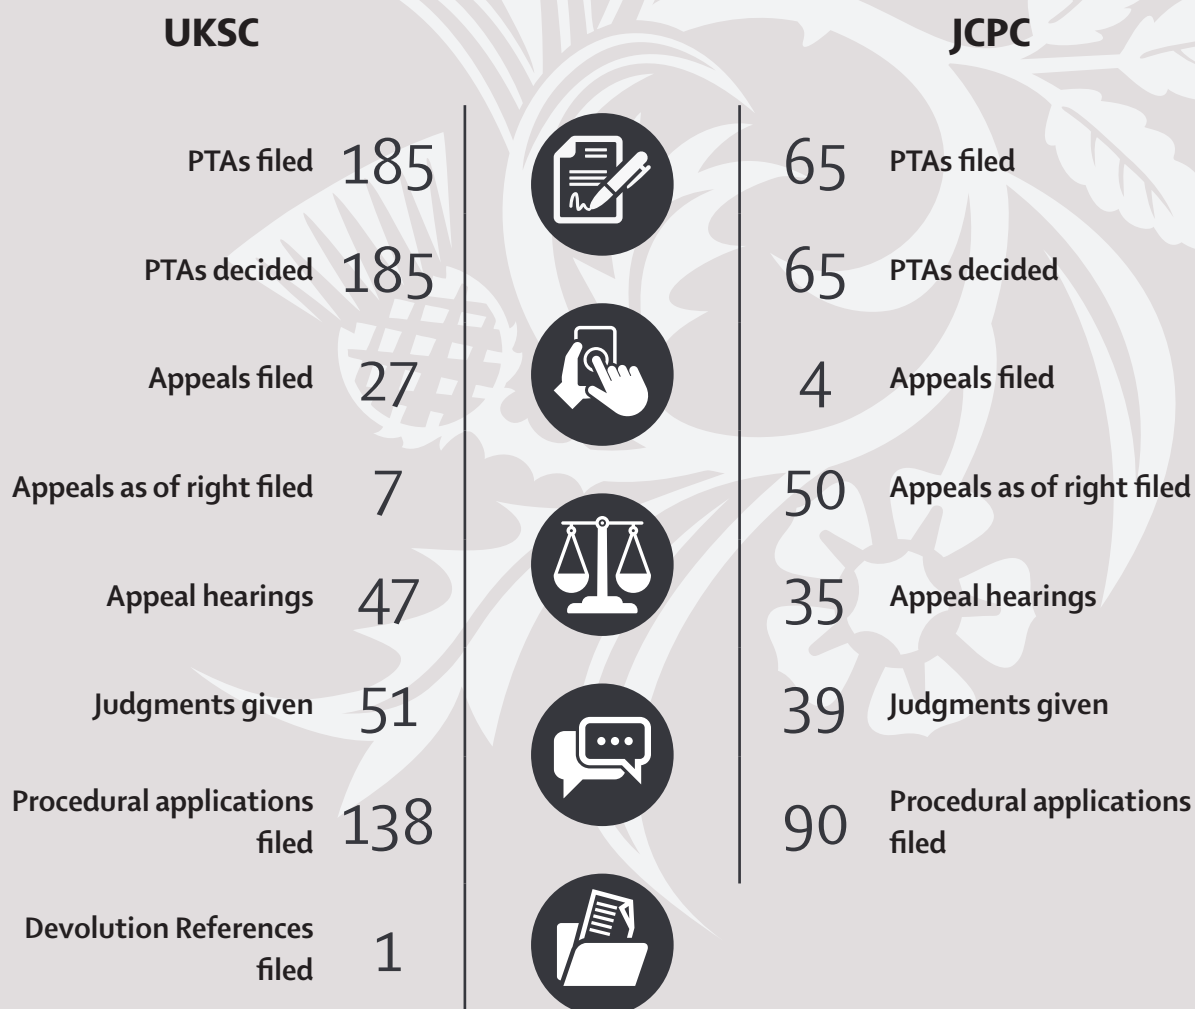 UKSC
JCPC
PTAs filed 185
65 PTAs filed
PTAs decided 185
65 PTAs decided
Appeals filed 27
4 Appeals filed
Appeals as of right filed 7
50 Appeals as of right filed
Appeal hearings 47
35 Appeal hearings
Judgments given 51
39 Judgments given
Procedural applications
filed 138
90 Procedural applications
filed
Devolution References
filed 1